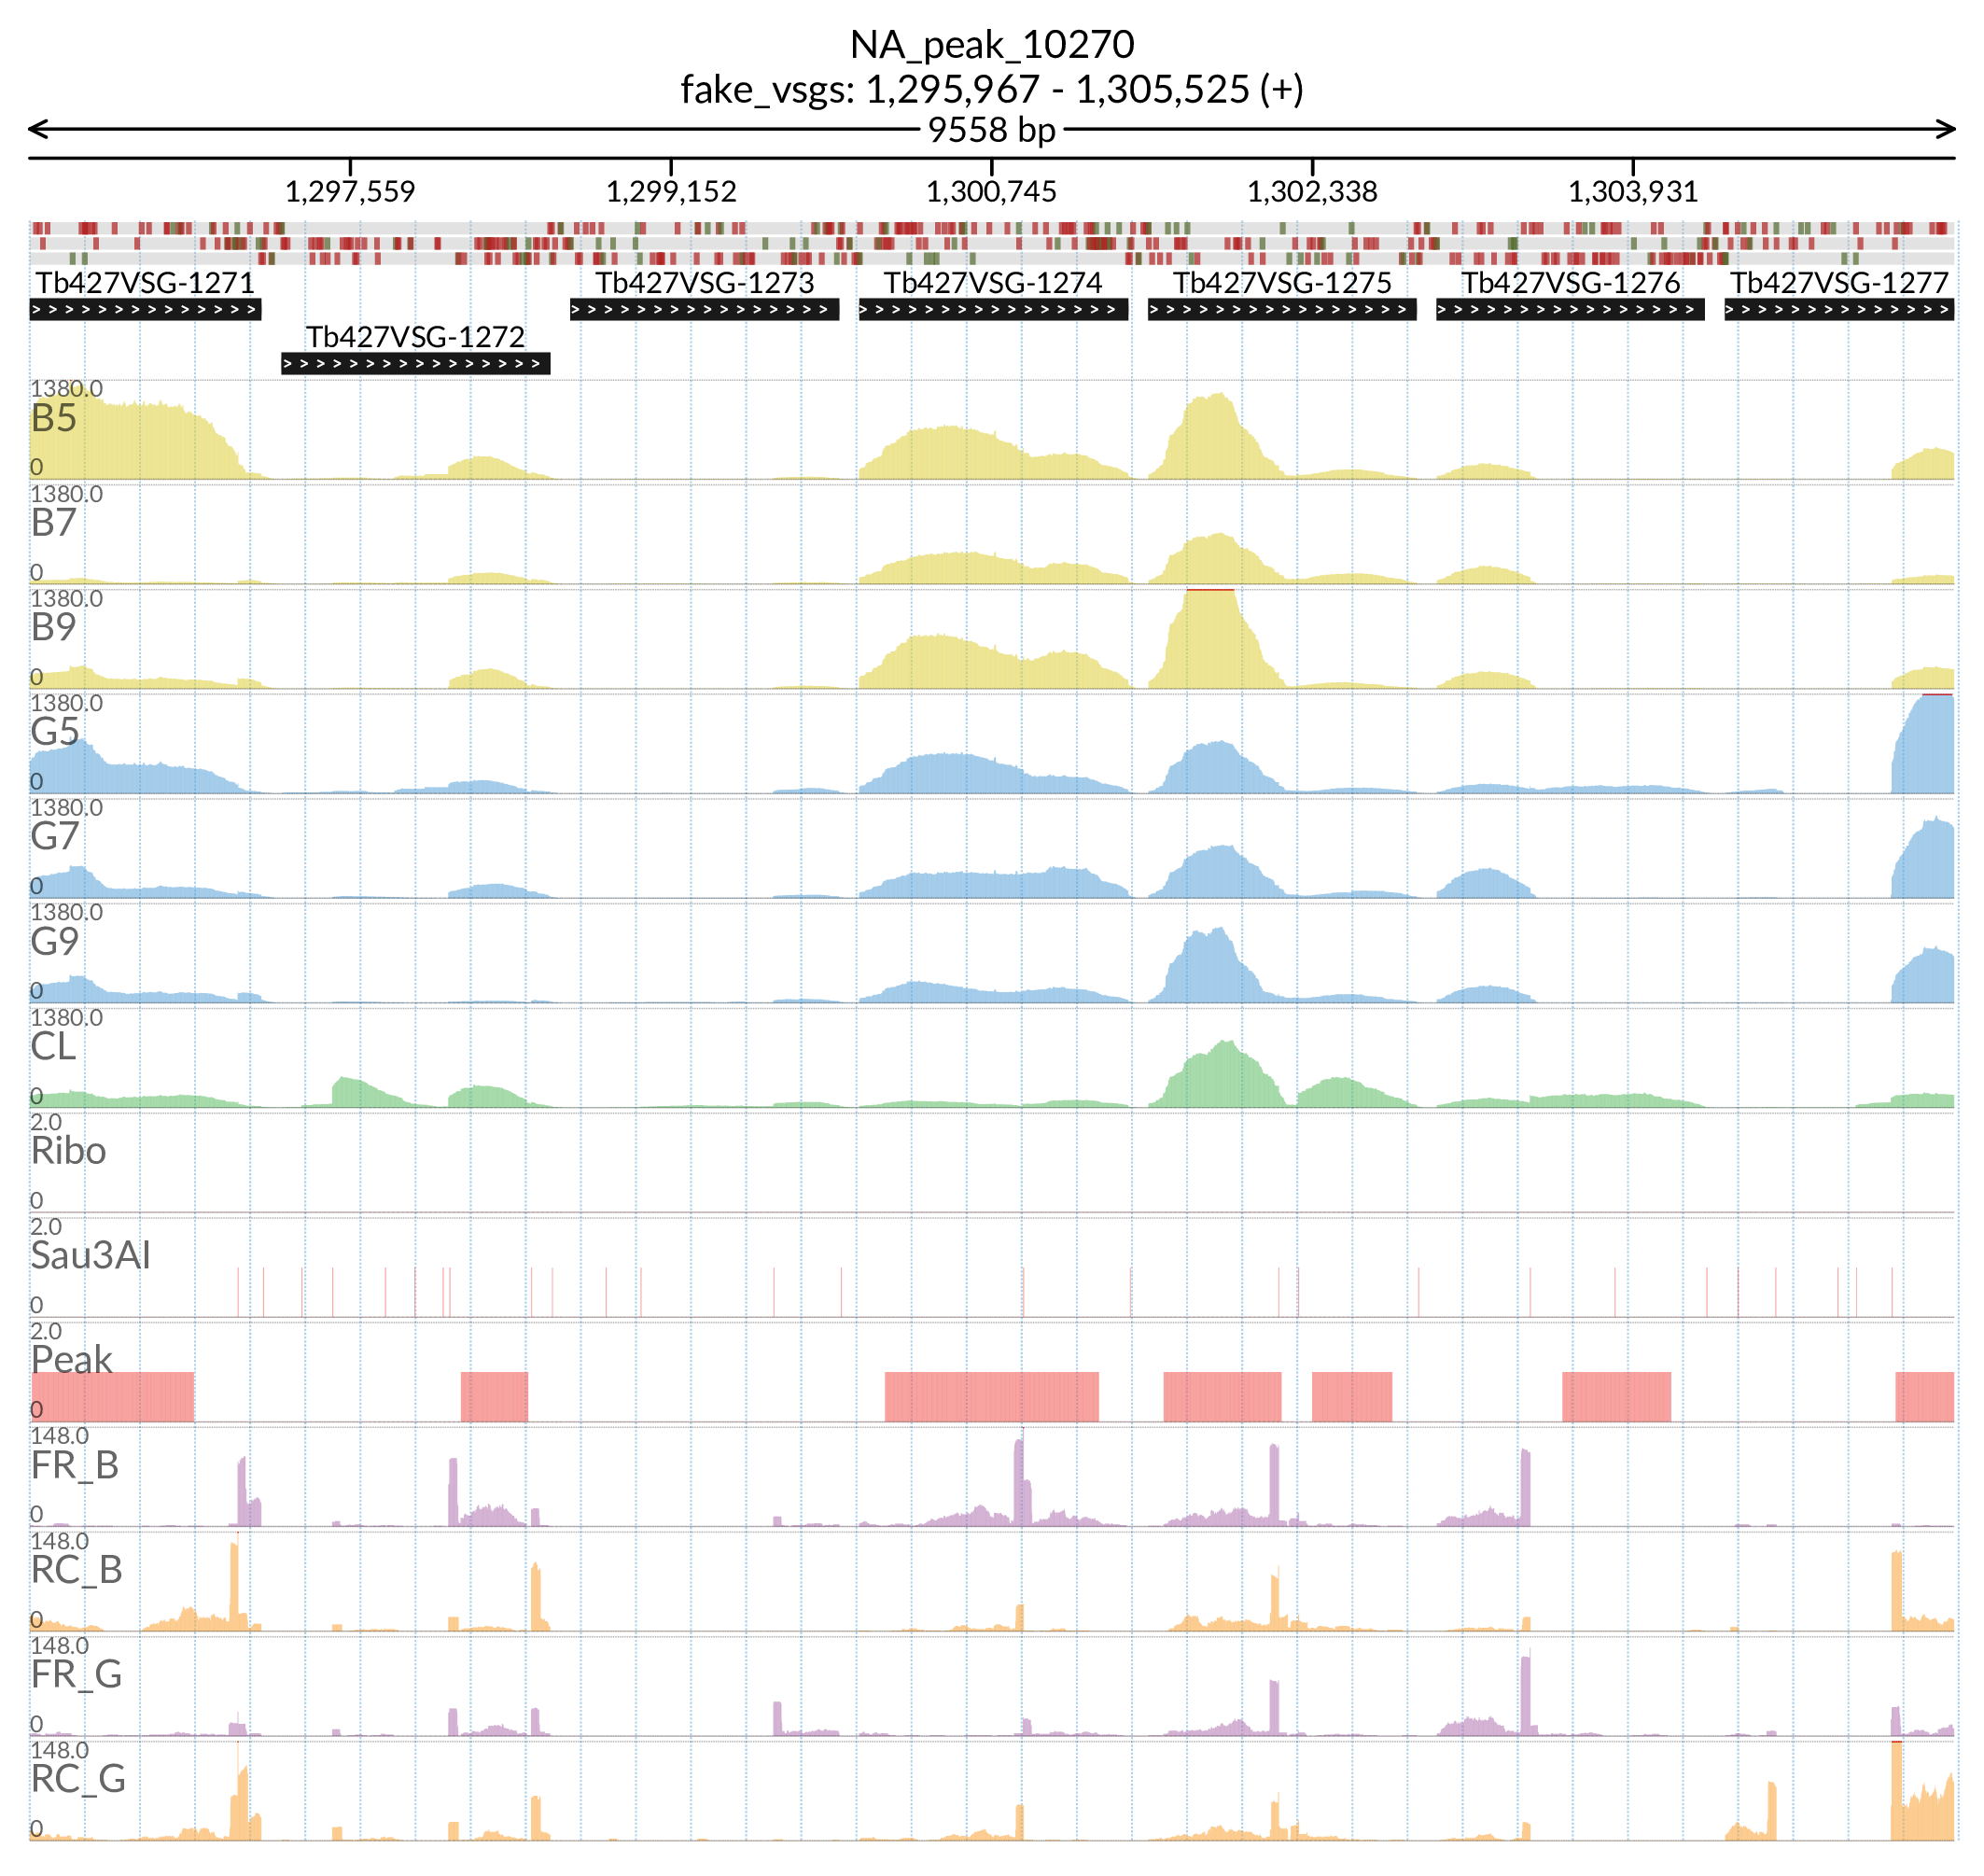 NA_peak_10270
fake_vsgs: 1,295,967 - 1,305,525 (+)
9558 bp
1,297,559 1,299,152 1,300,745 1,302,338 1,303,931
Tb427VSG-1271 Tb427VSG-1273 Tb427VSG-1274 Tb427VSG-1275 Tb427VSG-1276 Tb427VSG-1277
Tb427VSG-1272
1380.0
B5
0
1380.0
B7
0
1380.0
B9
0
1380.0
G5
0
1380.0
G7
0
1380.0
G9
0
1380.0
CL
0
2.0
Ribo
0
2.0
Sau3AI
0
2.0
Peak
0
148.0
FR_B
0
148.0
RC_B
0
148.0
FR_G
0
148.0
RC_G
0